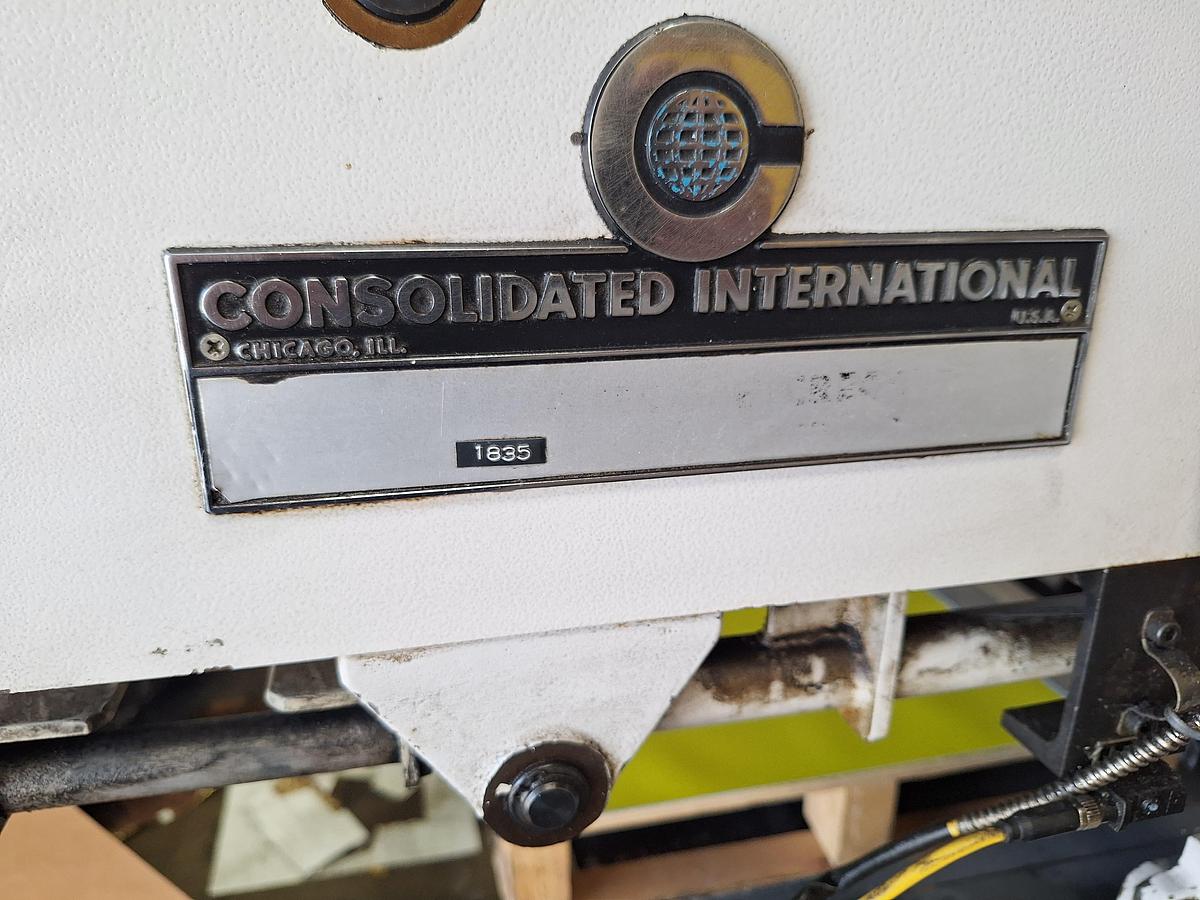 CONSOLIDATED INTERNATIONAL
U.S.A.
CHICAGO, ILL.
1835